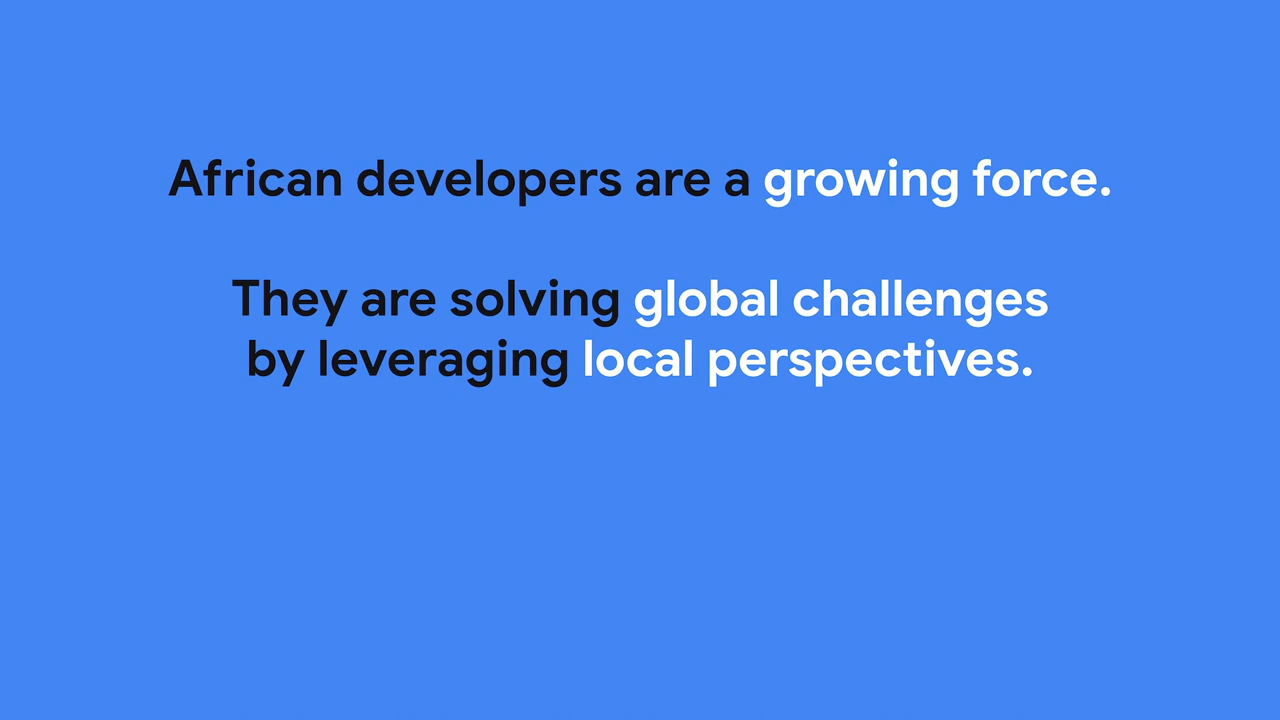 African developers are a growing force.
They are solving global challenges
by leveraging local perspectives.